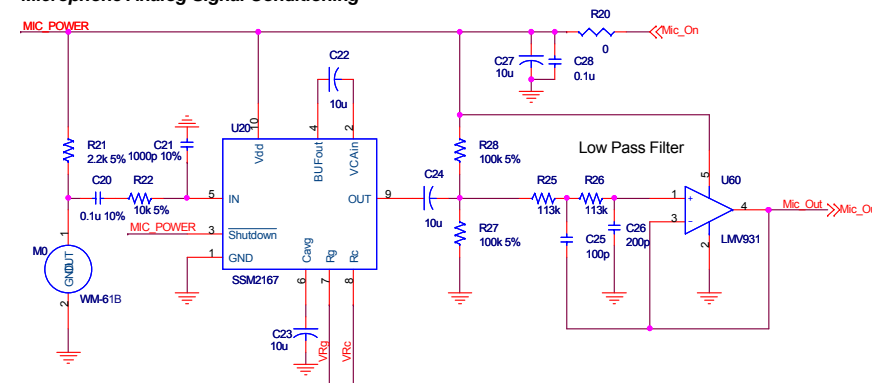 Microphone Analog Signal Conditioning
MIC_POWER
R20
0
Mic_On
C27
10u
C28
0.1u
C22
10u
U20
10
4
2
Vdd
BUFout
VCAin
R21
2.2k 5%
C21
1000p 10%
C20
0.1u 10%
R22
10k 5%
5
IN
OUT
9
MIC_POWER
3
Shutdown
1
GND
Cavg
Rg
Rc
SSM2167
6
7
8
C23
10u
VRg
VRc
1
M0
OUT
GND
2
WM-61B
C24
10u
R28
100k 5%
R27
100k 5%
Low Pass Filter
R25
113k
R26
113k
C25
100p
C26
200p
U60
5
1
+
3
-
4
2
LMV931
Mic_Out
Mic_Ou